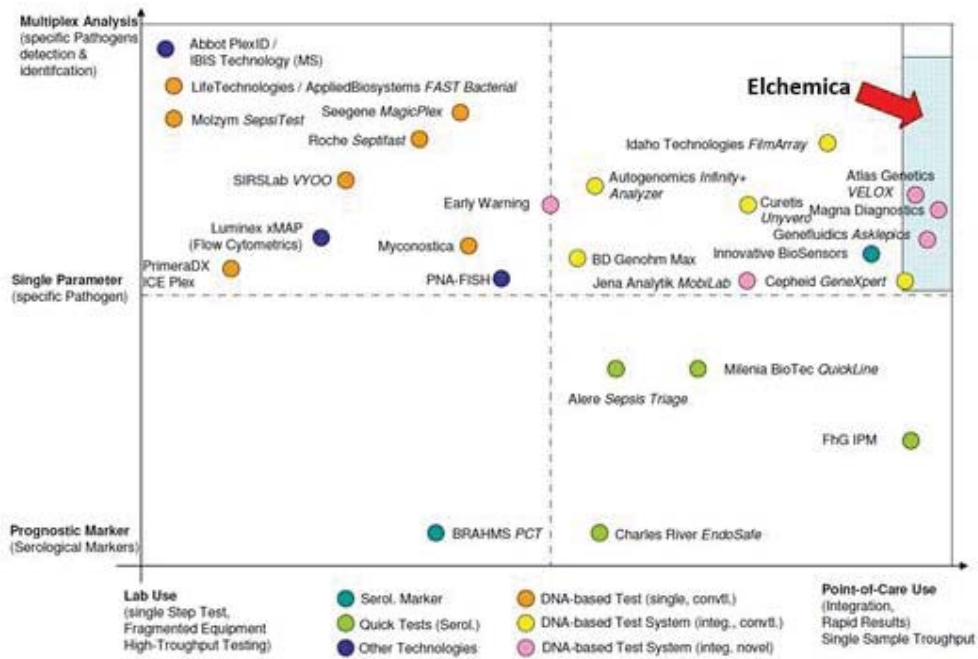 Multiplex Analysis
(specific Pathogens
detection &
identifcation)
Abbot PlexID /
IBIS Technology (MS)
LifeTechnologies / AppliedBiosystems FAST Bacterial
Molzym SepsiTest
Seegene MagicPlex
Roche Septifast
Elchemica
Idaho Technologies FilmArray
SIRSLab VYOO
Autogenomics Infinity+
Analyzer
Atlas Genetics
VELOX
Early Warning
Curetis
Unyvero
Magna Diagnostics
Luminex xMAP
(Flow Cytometrics)
Myconostica
Genefluidics Asklepios
Innovative BioSensors
BD Genohm Max
PrimeraDX
ICE Plex
PNA-FISH
Jena Analytik MobiLab
Cepheid GeneXpert
Single Parameter
(specific Pathogen)
Milenia BioTec QuickLine
Alere Sepsis Triage
FhG IPM
Prognostic Marker
(Serological Markers)
BRAHMS PCT
Charles River EndoSafe
Lab Use
(single Step Test,
Fragmented Equipment
High-Troughput Testing)
Serol. Marker
Quick Tests (Serol.)
Other Technologies
DNA-based Test (single, convtl.)
DNA-based Test System (integ., convtl.)
DNA-based Test System (integ. novel)
Point-of-Care Use
(Integration,
Rapid Results)
Single Sample Troughput